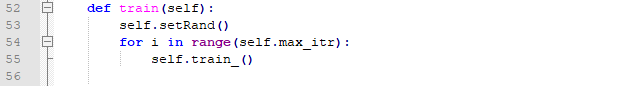 52 def train(self):
53 self.setRand()
54 for i in range(self.max_itr):
55 self.train_()
56